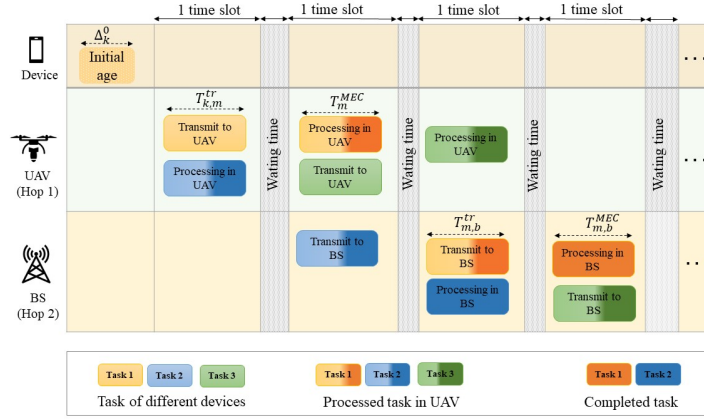 1 time slot 1 time slot 1 time slot 1 time slot
Device
Δ_k^0
Initial
age
...
UAV
(Hop 1)
T_{k,m}^{tr}
Transmit to
UAV
Processing in
UAV
Wating time
T_m^{MEC}
Processing in
UAV
Transmit to
UAV
Wating time
Processing in
UAV
Wating time
Wating time
...
BS
(Hop 2)
Transmit to
BS
T_{m,b}^{tr}
Transmit to
BS
Processing in
BS
T_{m,b}^{MEC}
Processing in
BS
Transmit to
BS
...
Task 1 Task 2 Task 3
Task of different devices
Task 1 Task 2 Task 3
Processed task in UAV
Task 1 Task 2
Completed task